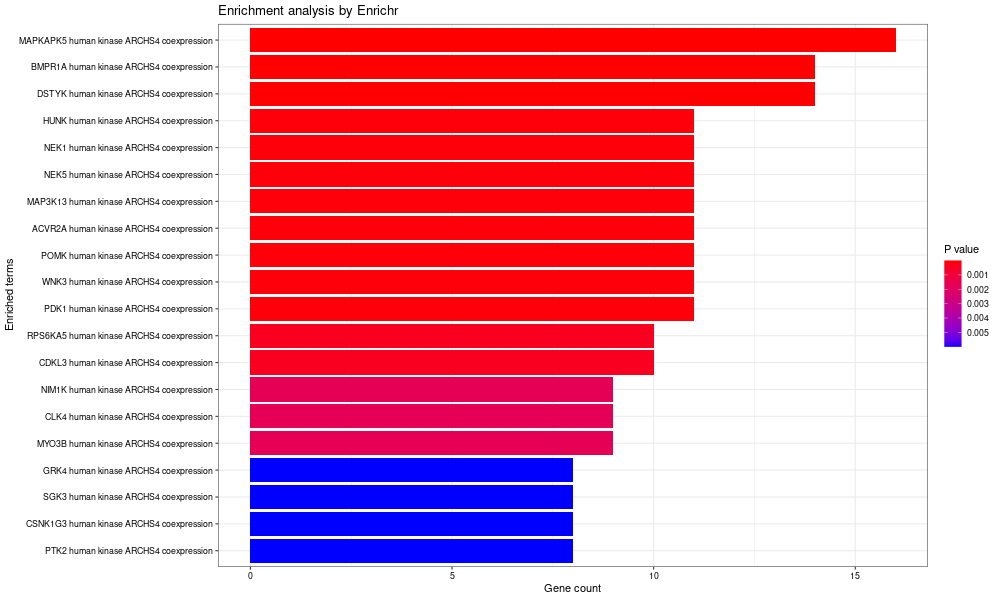 Enrichment analysis by Enrichr
MAPKAPK5 human kinase ARCHS4 coexpression
BMPR1A human kinase ARCHS4 coexpression
DSTYK human kinase ARCHS4 coexpression
HUNK human kinase ARCHS4 coexpression
NEK1 human kinase ARCHS4 coexpression
NEK5 human kinase ARCHS4 coexpression
MAP3K13 human kinase ARCHS4 coexpression
ACVR2A human kinase ARCHS4 coexpression
POMK human kinase ARCHS4 coexpression
WNK3 human kinase ARCHS4 coexpression
PDK1 human kinase ARCHS4 coexpression
RPS6KA5 human kinase ARCHS4 coexpression
CDKL3 human kinase ARCHS4 coexpression
NIM1K human kinase ARCHS4 coexpression
CLK4 human kinase ARCHS4 coexpression
MYO3B human kinase ARCHS4 coexpression
GRK4 human kinase ARCHS4 coexpression
SGK3 human kinase ARCHS4 coexpression
CSNK1G3 human kinase ARCHS4 coexpression
PTK2 human kinase ARCHS4 coexpression
Enriched terms
0 5 10 15
Gene count
P value
0.001
0.002
0.003
0.004
0.005